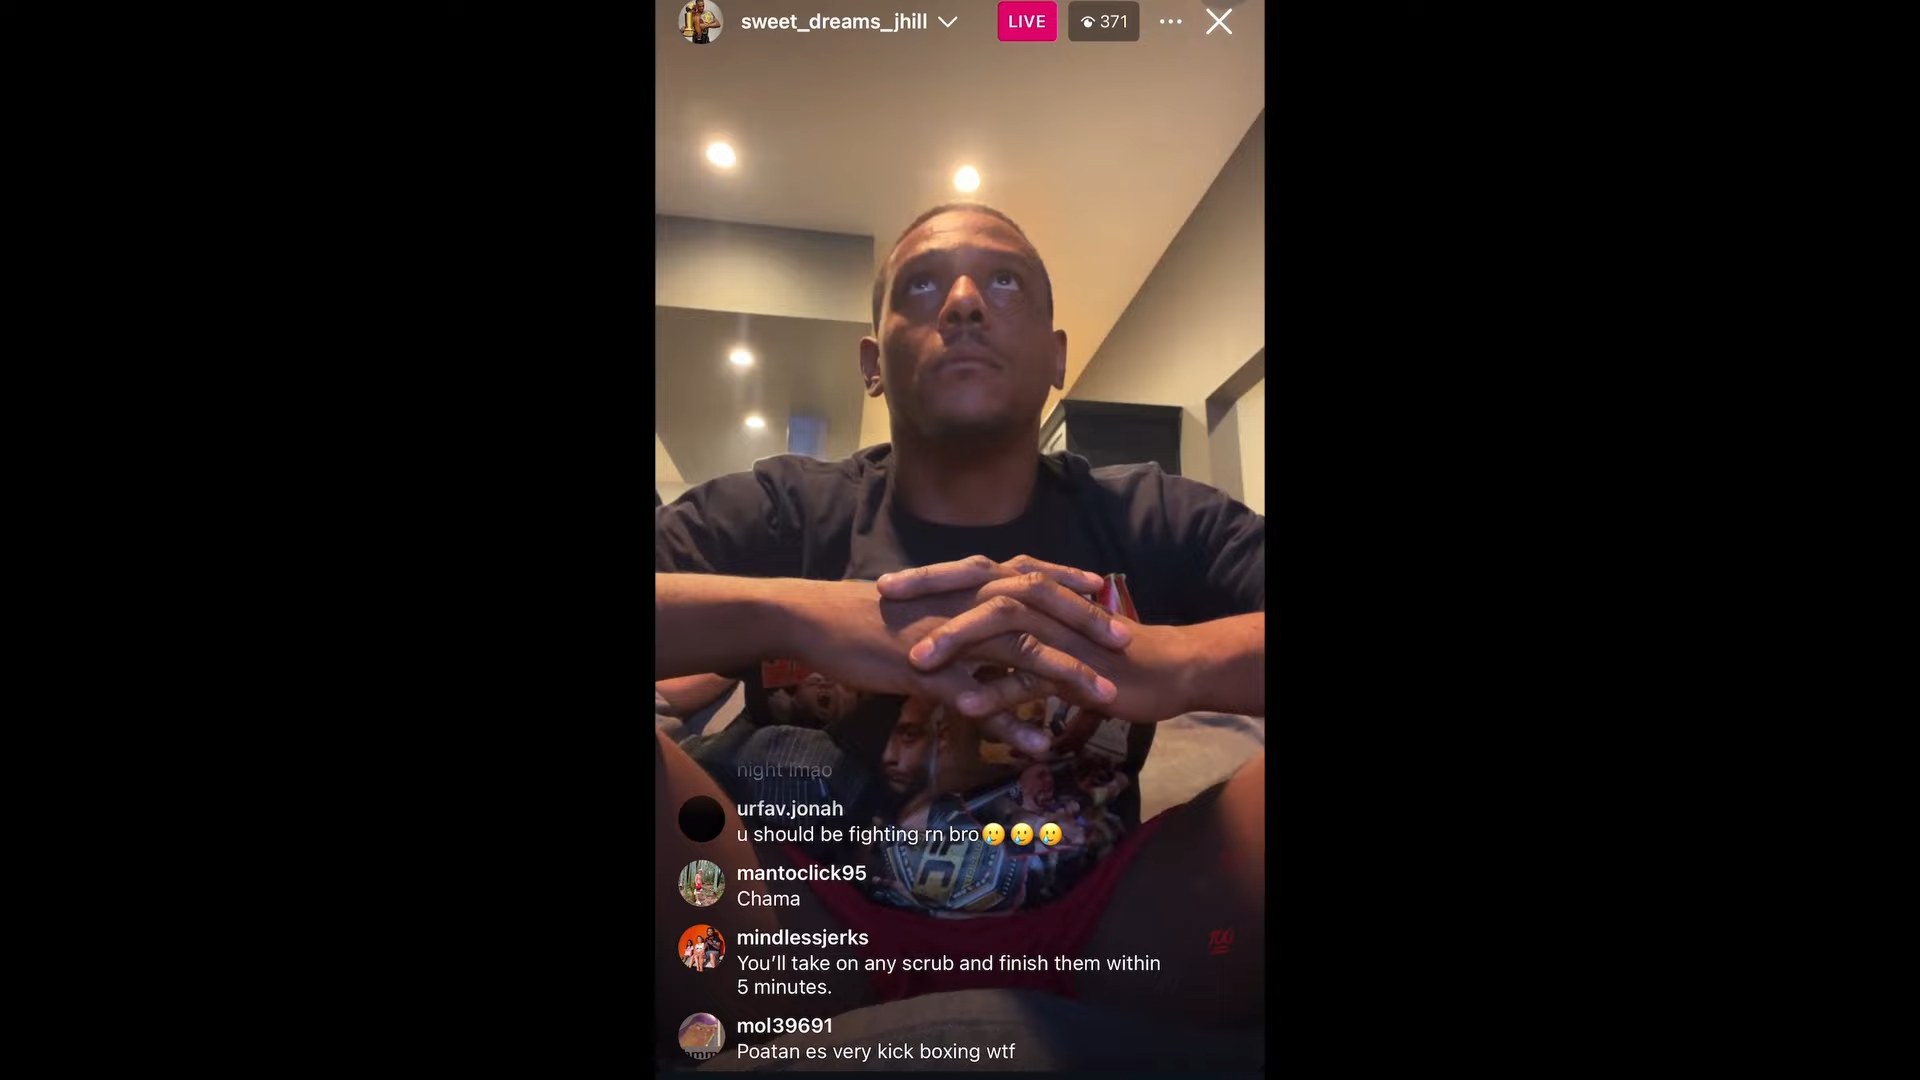 sweet_dreams_jhill
LIVE
371
night lmao
urfav.jonah
u should be fighting rn bro🥲🥲🥲
mantoclick95
Chama
mindlessjerks
You’ll take on any scrub and finish them within
5 minutes.
mol39691
Poatan es very kick boxing wtf
💯